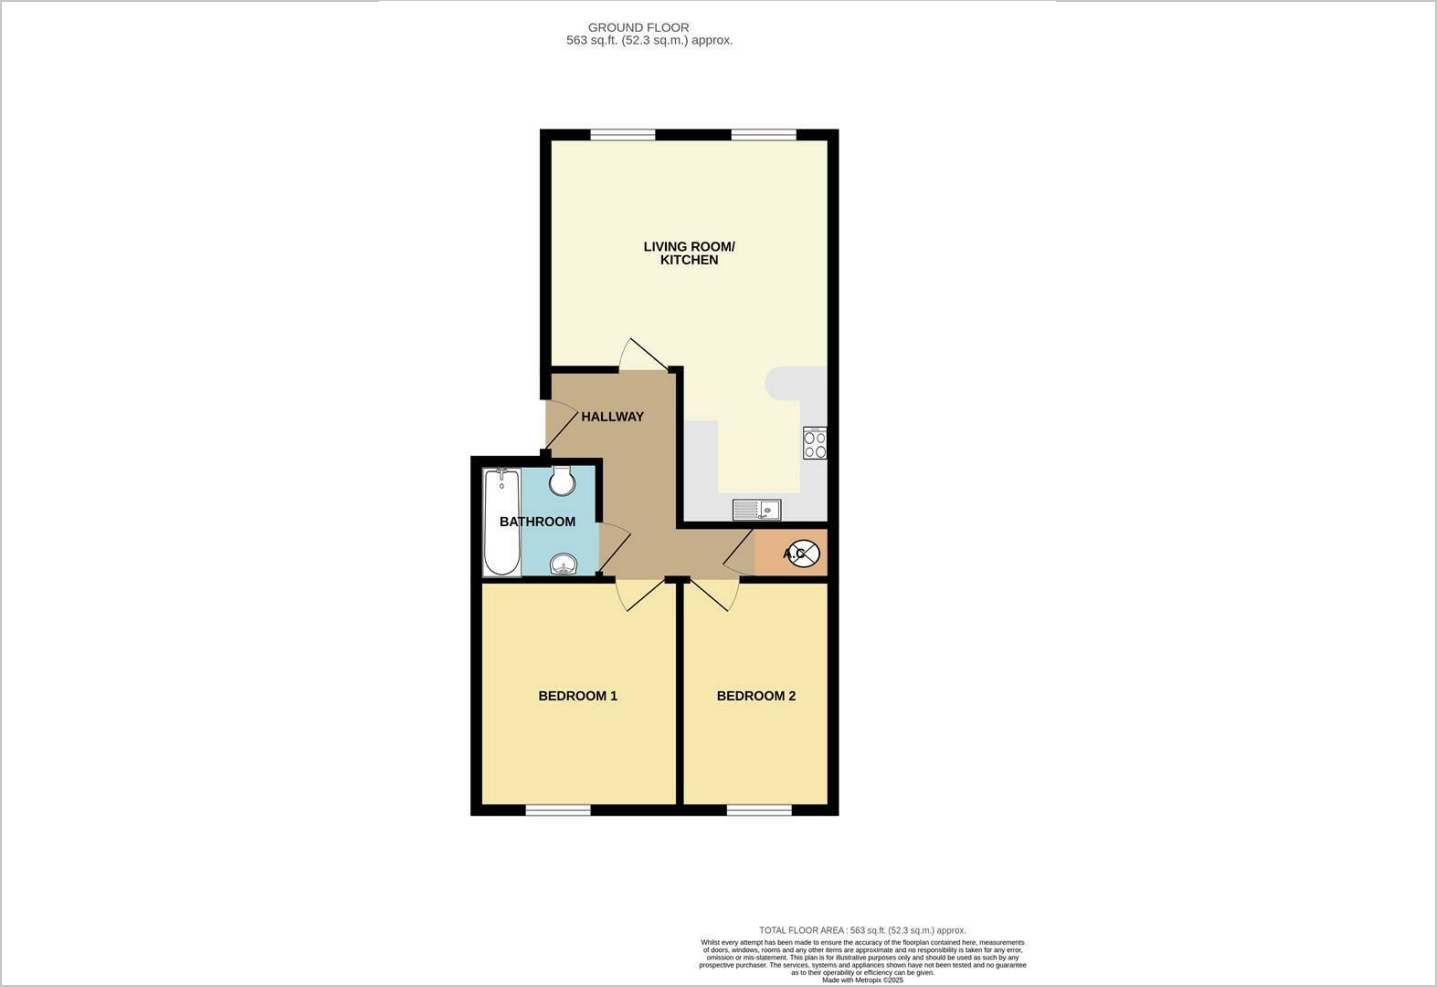 GROUND FLOOR
563 sq.ft. (52.3 sq.m.) approx.
LIVING ROOM/
KITCHEN
HALLWAY
BATHROOM
A.C
BEDROOM 1
BEDROOM 2
TOTAL FLOOR AREA : 563 sq.ft. (52.3 sq.m.) approx.
Whilst every attempt has been made to ensure the accuracy of the floorplan contained here, measurements
of doors, windows, rooms and any other items are approximate and no responsibility is taken for any error,
omission or mis-statement. This plan is for illustrative purposes only and should be used as such by any
prospective purchaser. The services, systems and appliances shown have not been tested and no guarantee
as to their operability or efficiency can be given.
Made with Metropix ©2025